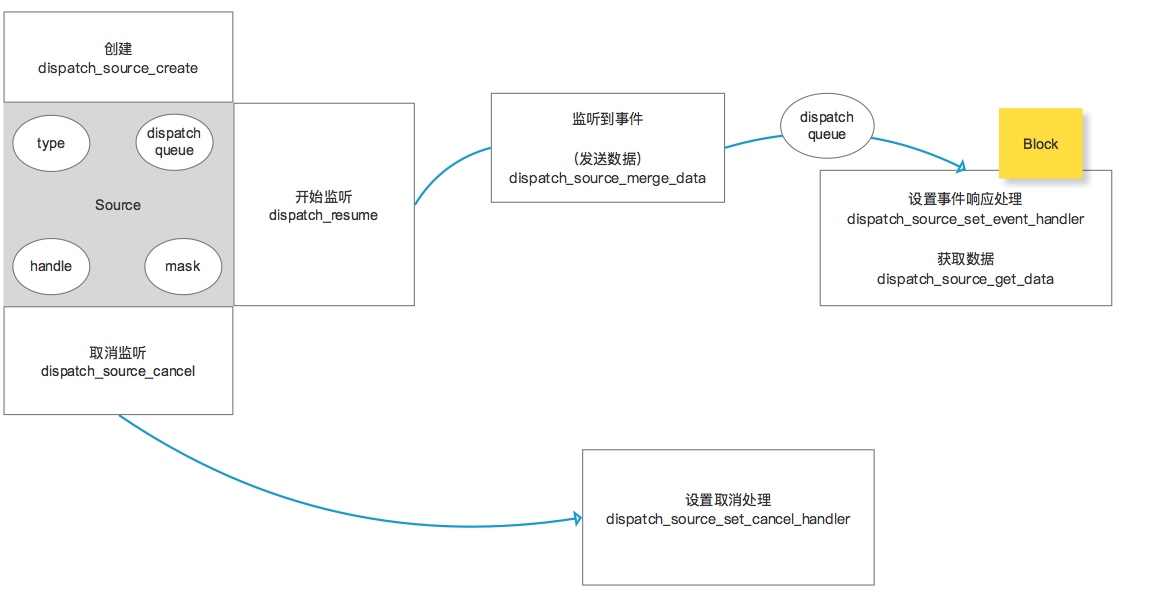 创建
dispatch_source_create
type
dispatch
queue
Source
handle
mask
取消监听
dispatch_source_cancel
开始监听
dispatch_resume
监听到事件
(发送数据)
dispatch_source_merge_data
dispatch
queue
Block
设置事件响应处理
dispatch_source_set_event_handler
获取数据
dispatch_source_get_data
设置取消处理
dispatch_source_set_cancel_handler